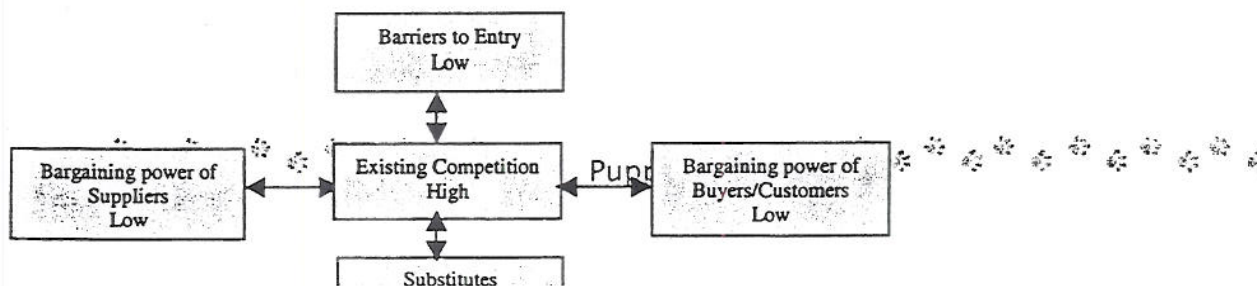 Barriers to Entry
Low
Bargaining power of
Suppliers
Low
Existing Competition
High
Bargaining power of
Buyers/Customers
Low
Substitutes